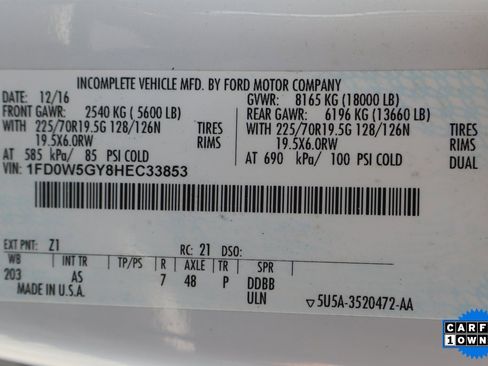 INCOMPLETE VEHICLE MFD. BY FORD MOTOR COMPANY
DATE: 12/16 GVWR: 8165 KG (18000 LB)
FRONT GAWR: 2540 KG ( 5600 LB) REAR GAWR: 6196 KG (13660 LB)
WITH 225/70R19.5G 128/126N TIRES WITH 225/70R19.5G 128/126N TIRES
19.5X6.0RW RIMS 19.5X6.0RW RIMS
AT 585 kPa/ 85 PSI COLD AT 690 kPa/ 100 PSI COLD DUAL
VIN: 1FD0W5GY8HEC33853
EXT PNT: Z1 RC: 21 DSO:
WB INT TR TP/PS R AXLE TR SPR
203 AS 7 48 P DDBB
MADE IN U.S.A. ULN ▽5U5A-3520472-AA
CARF
1 OWN